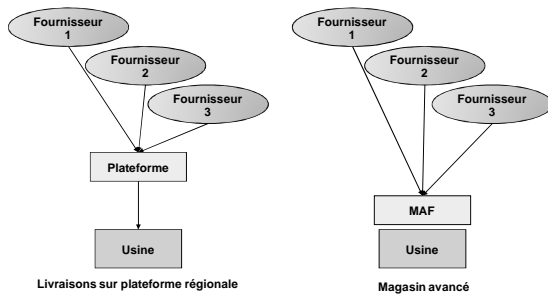 Fournisseur
1
Fournisseur
2
Fournisseur
3
Plateforme
Usine
Livraisons sur plateforme régionale
Fournisseur
1
Fournisseur
2
Fournisseur
3
MAF
Usine
Magasin avancé